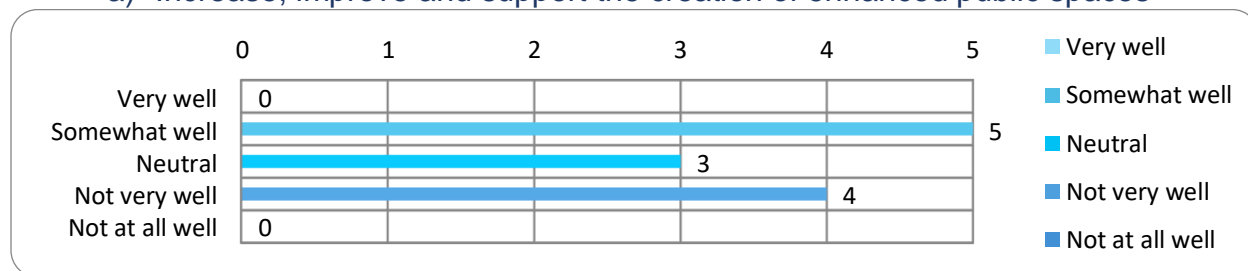 a) Increase, improve and support the creation of enhanced public spaces
0 1 2 3 4 5
Very well 0
Somewhat well 5
Neutral 3
Not very well 4
Not at all well 0
Very well
Somewhat well
Neutral
Not very well
Not at all well